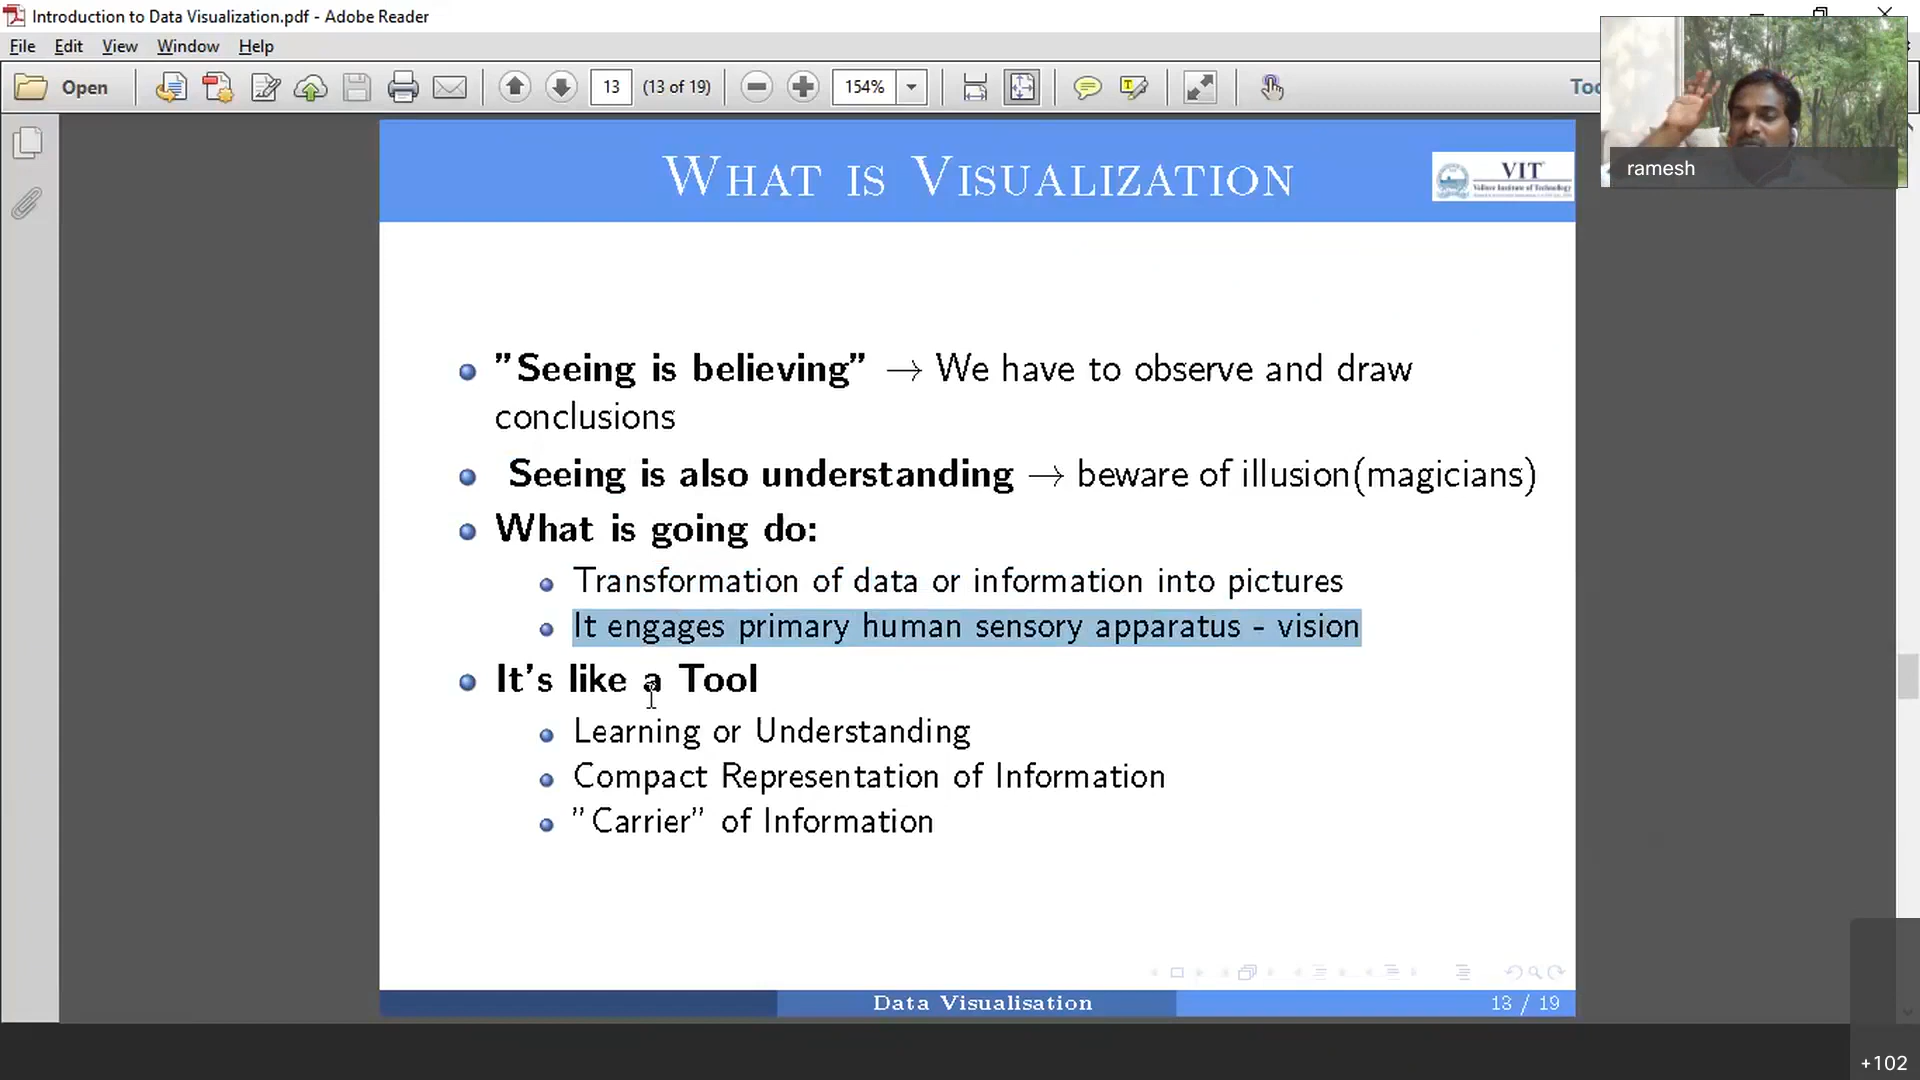 Introduction to Data Visualization.pdf - Adobe Reader
File Edit View Window Help
Open 13 (13 of 19) 154% Too
ramesh
WHAT IS VISUALIZATION
VIT
Vellore Institute of Technology
"Seeing is believing" → We have to observe and draw
conclusions
Seeing is also understanding → beware of illusion(magicians)
What is going do:
Transformation of data or information into pictures
It engages primary human sensory apparatus - vision
It's like a Tool
Learning or Understanding
Compact Representation of Information
"Carrier" of Information
Data Visualisation 13 / 19
+102